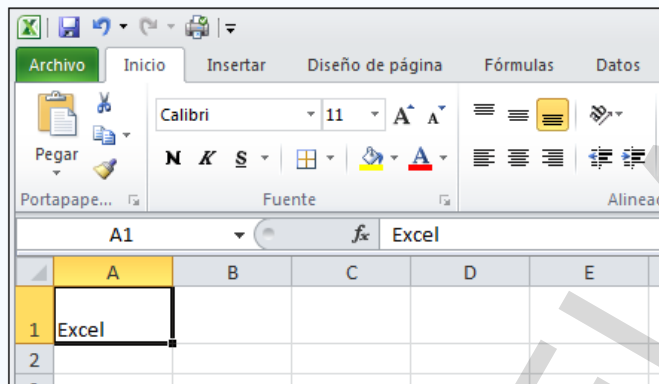 Archivo Inicio Insertar Diseño de página Fórmulas Datos
Calibri 11 A A
Pegar
N K S A
Portapape... Fuente Alinea
A1 fx Excel
A B C D E
1 Excel
2